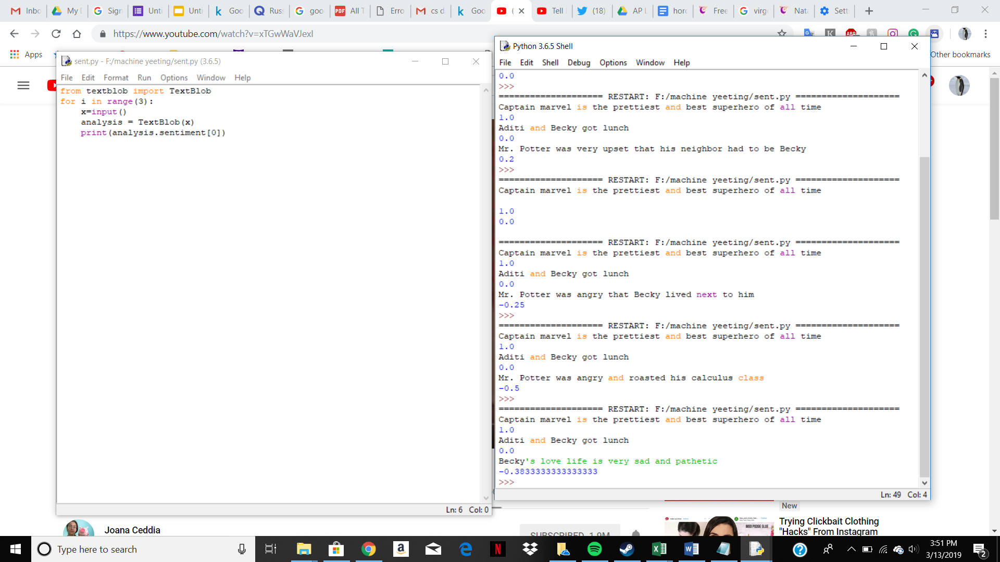 Inbo
My D
Sign
Unti
Unti
Goo
Russ
goo
All T
Erro
cs d
Goo
(
Tell
(18)
AP L
horo
Free
virg
Nata
Sett
https://www.youtube.com/watch?v=xTGwWaVJexI
Apps
Other bookmarks
sent.py - F:/machine yeeting/sent.py (3.6.5)
File Edit Format Run Options Window Help
from textblob import TextBlob
for i in range(3):
    x=input()
    analysis = TextBlob(x)
    print(analysis.sentiment[0])
Ln: 6 Col: 0
Python 3.6.5 Shell
File Edit Shell Debug Options Window Help
0.0
>>>
==================== RESTART: F:/machine yeeting/sent.py ====================
Captain marvel is the prettiest and best superhero of all time
1.0
Aditi and Becky got lunch
0.0
Mr. Potter was very upset that his neighbor had to be Becky
0.2
>>>
==================== RESTART: F:/machine yeeting/sent.py ====================
Captain marvel is the prettiest and best superhero of all time
1.0
0.0
==================== RESTART: F:/machine yeeting/sent.py ====================
Captain marvel is the prettiest and best superhero of all time
1.0
Aditi and Becky got lunch
0.0
Mr. Potter was angry that Becky lived next to him
-0.25
>>>
==================== RESTART: F:/machine yeeting/sent.py ====================
Captain marvel is the prettiest and best superhero of all time
1.0
Aditi and Becky got lunch
0.0
Mr. Potter was angry and roasted his calculus class
-0.5
>>>
==================== RESTART: F:/machine yeeting/sent.py ====================
Captain marvel is the prettiest and best superhero of all time
1.0
Aditi and Becky got lunch
0.0
Becky's love life is very sad and pathetic
-0.3833333333333333
>>>
Ln: 49 Col: 4
New
Trying Clickbait Clothing
"Hacks" From Instagram
MOD PODGE GLUE
Joana Ceddia
SUBSCRIBED 1.9M
Type here to search
3:51 PM
3/13/2019
2